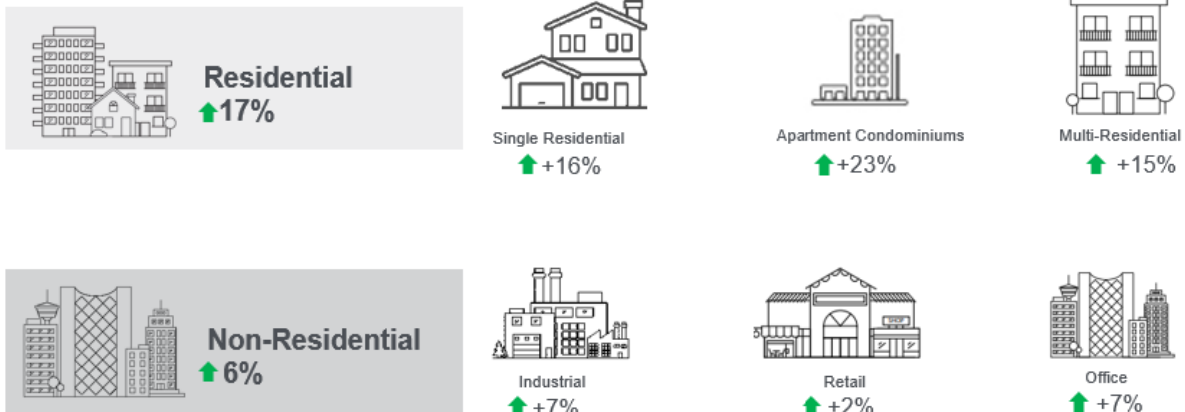 Residential
17%
Single Residential
+16%
Apartment Condominiums
+23%
Multi-Residential
+15%
Non-Residential
6%
Industrial
+7%
Retail
+2%
Office
+7%